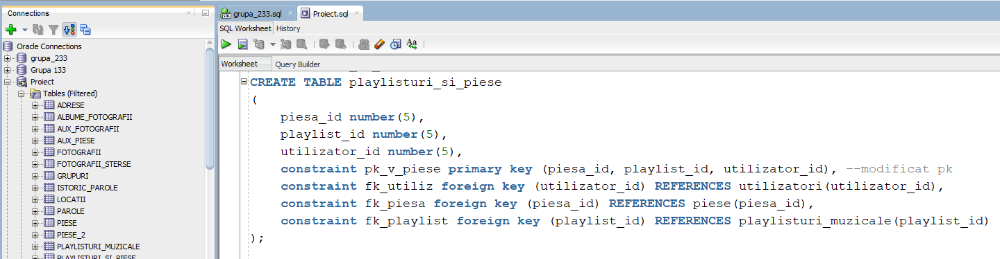 Connections
grupa_233.sql
Project.sql
SQL Worksheet History
Oracle Connections
grupa_233
Grupa 133
Proiect
Tables (Filtered)
ADRESE
ALBUME_FOTOGRAFII
AUX_FOTOGRAFII
AUX_PIESE
FOTOGRAFII
FOTOGRAFII_STERSE
GRUPURI
ISTORIC_PAROLE
LOCATII
PAROLE
PIESE
PIESE_2
PLAYLISTURI_MUZICALE
PLAYLISTURI_SI_PIESE
Worksheet Query Builder
CREATE TABLE playlisturi_si_piese
(
piesa_id number(5),
playlist_id number(5),
utilizator_id number(5),
constraint pk_v_piese primary key (piesa_id, playlist_id, utilizator_id), --modificat pk
constraint fk_utiliz foreign key (utilizator_id) REFERENCES utilizatori(utilizator_id),
constraint fk_piesa foreign key (piesa_id) REFERENCES piese(piesa_id),
constraint fk_playlist foreign key (playlist_id) REFERENCES playlisturi_muzicale(playlist_id)
);